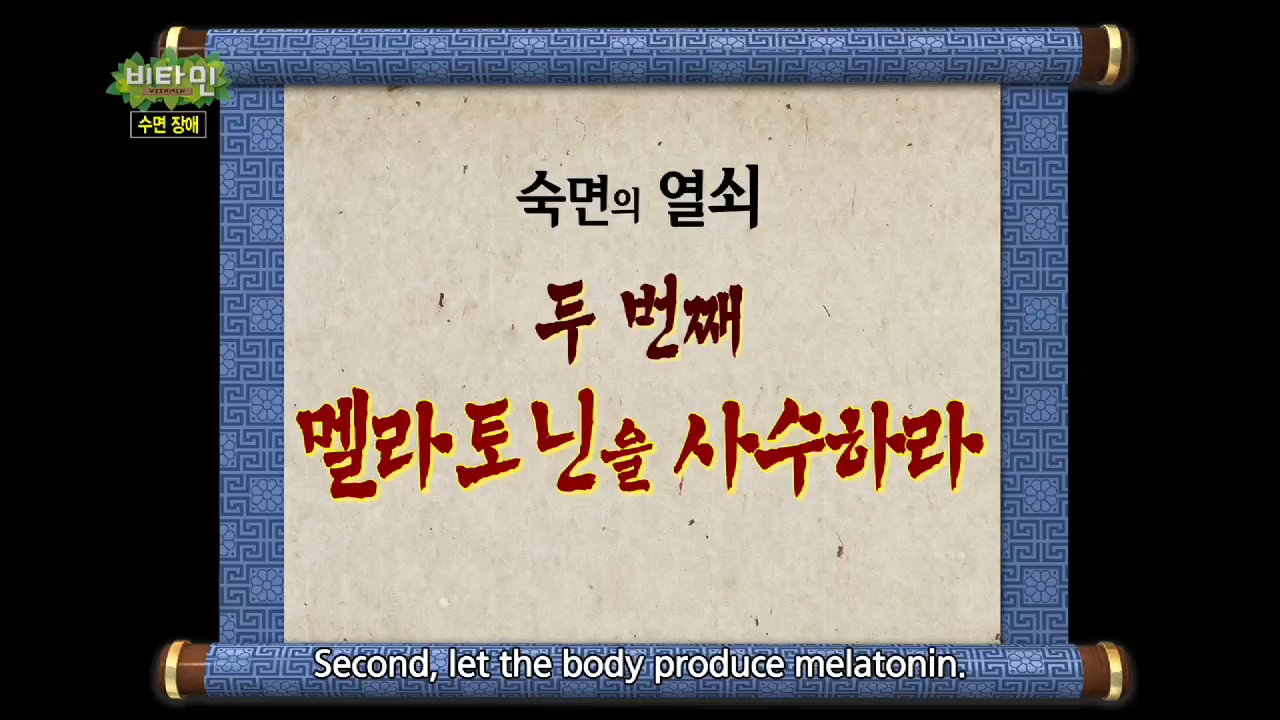 비타민
VITAMIN
수면 장애
숙면의 열쇠
두 번째
멜라토닌을 사수하라
Second, let the body produce melatonin.